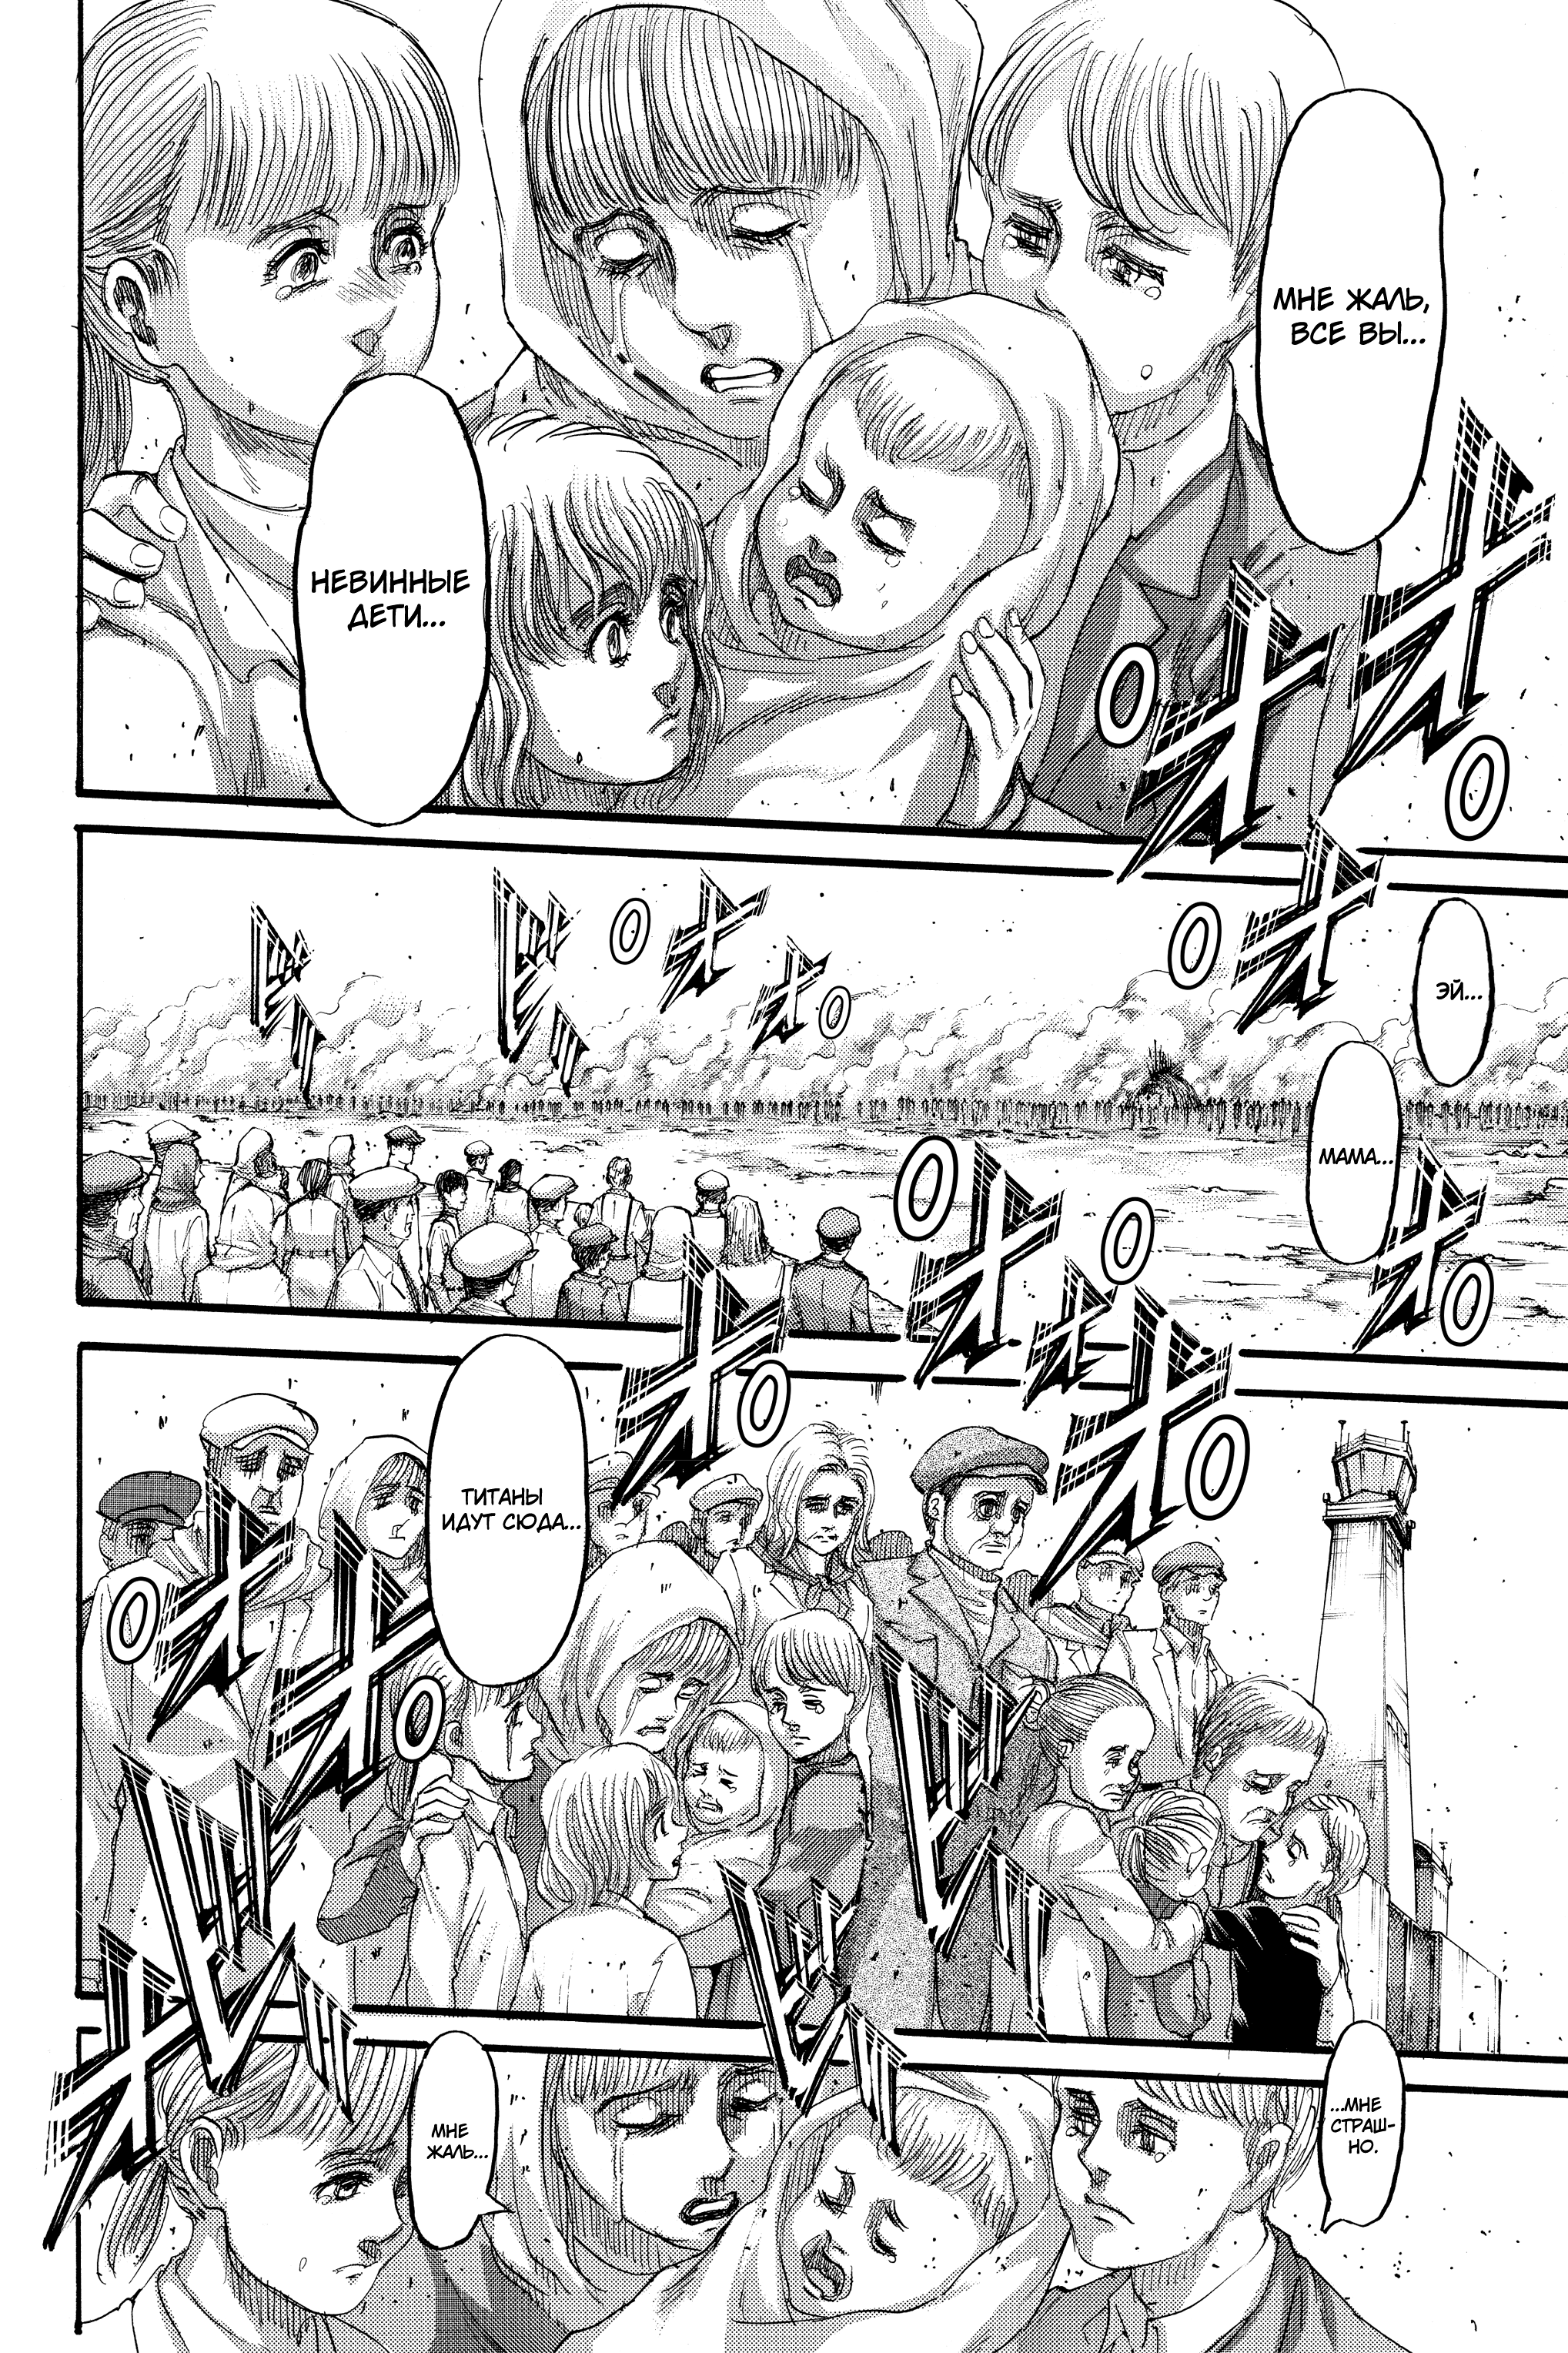 МНЕ ЖАЛЬ,
ВСЕ ВЫ...
НЕВИННЫЕ
ДЕТИ...
ЭЙ...
МАМА...
ТИТАНЫ
ИДУТ СЮДА...
...МНЕ
СТРАШ-
НО.
МНЕ
ЖАЛЬ...